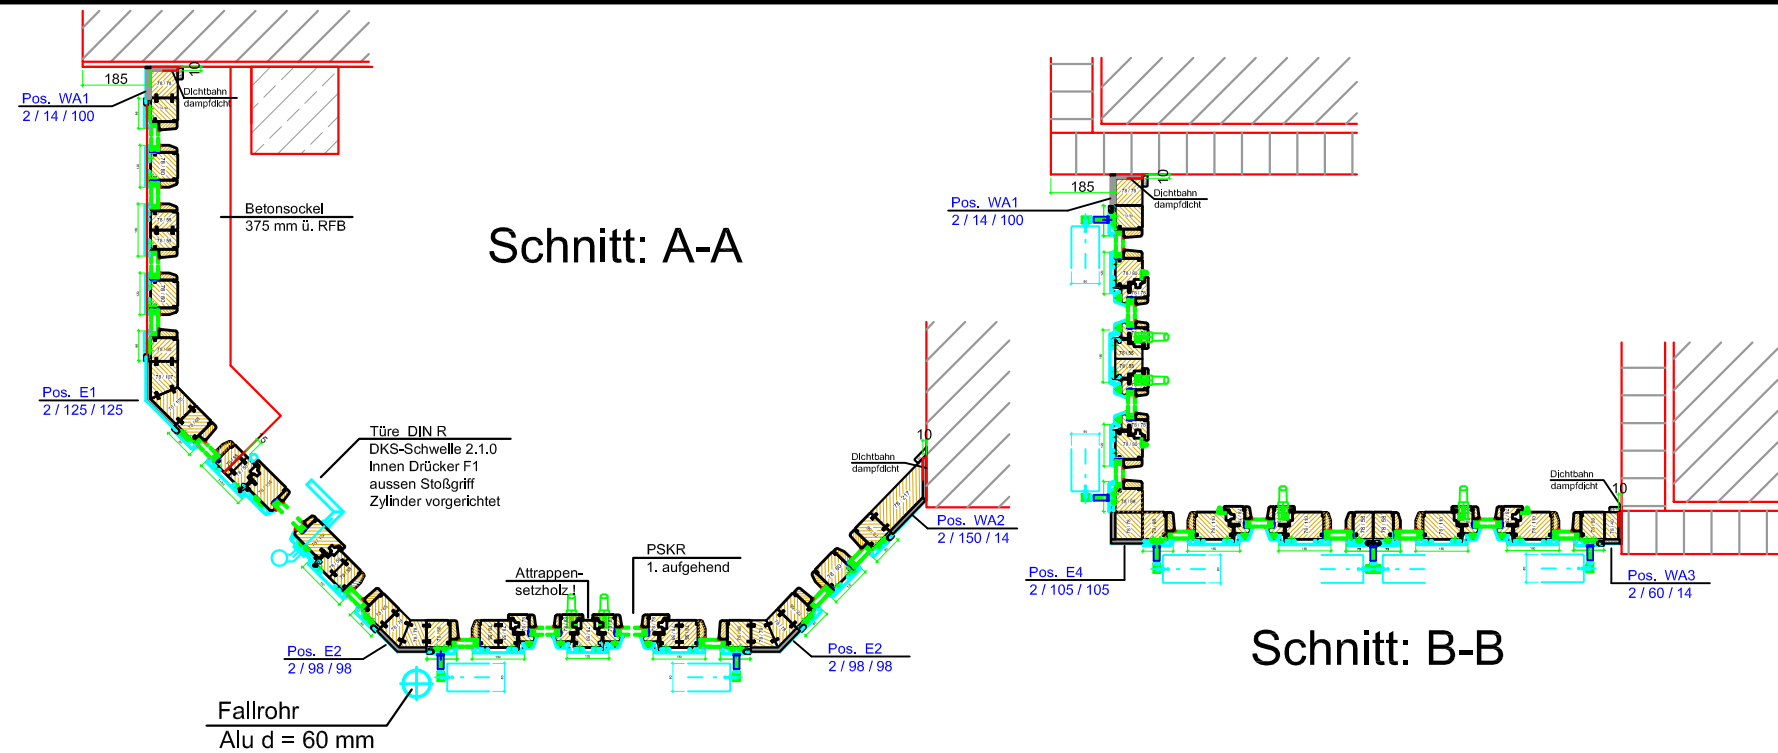 185
10
Dichtbahn
dampfdicht
Pos. WA1
2 / 14 / 100
Betonsockel
375 mm ü. RFB
Schnitt: A-A
Pos. E1
2 / 125 / 125
Türe DIN R
DKS-Schwelle 2.1.0
Innen Drücker F1
aussen Stoßgriff
Zylinder vorgerichtet
5
10
Dichtbahn
dampfdicht
Pos. WA2
2 / 150 / 14
PSKR
1. aufgehend
Attrappen-
setzholz !
Pos. E2
2 / 98 / 98
Pos. E2
2 / 98 / 98
Fallrohr
Alu d = 60 mm
185
10
Dichtbahn
dampfdicht
Pos. WA1
2 / 14 / 100
Dichtbahn
dampfdicht
10
Pos. E4
2 / 105 / 105
Pos. WA3
2 / 60 / 14
Schnitt: B-B